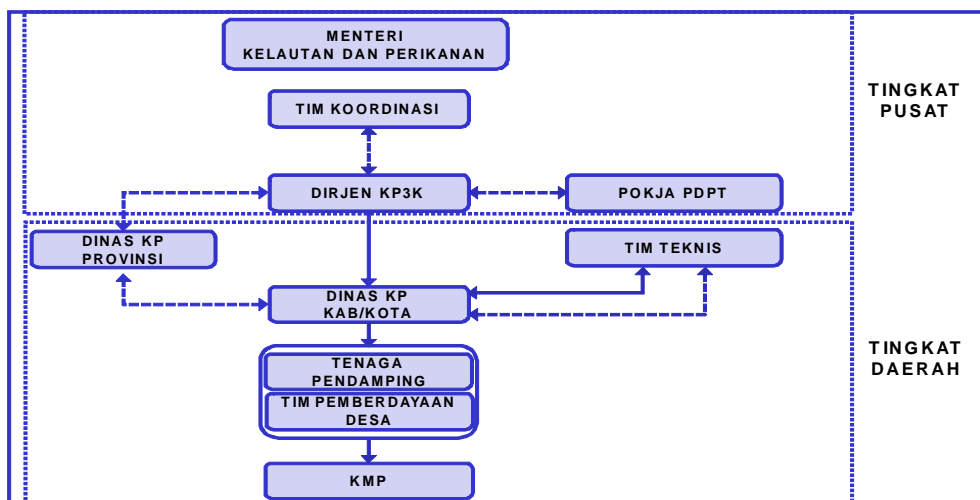 MENTERI
KELAUTAN DAN PERIKANAN
TINGKAT
PUSAT
TIM KOORDINASI
DIRJEN KP3K
POKJA PDPT
DINAS KP
PROVINSI
TIM TEKNIS
DINAS KP
KAB/KOTA
TINGKAT
DAERAH
TENAGA
PENDAMPING
TIM PEMBERDAYAAN
DESA
KMP